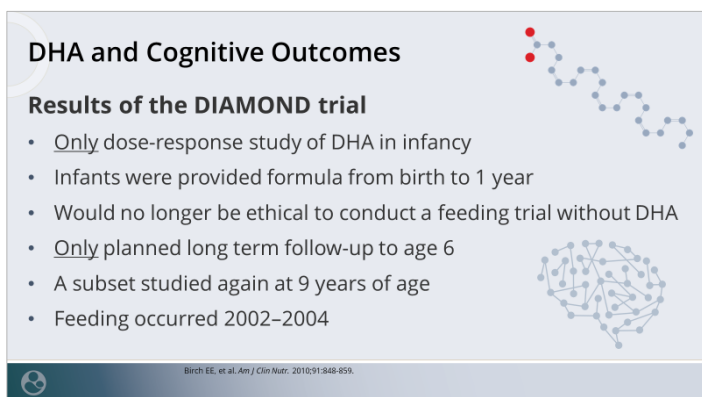 DHA and Cognitive Outcomes
Results of the DIAMOND trial
• Only dose-response study of DHA in infancy
• Infants were provided formula from birth to 1 year
• Would no longer be ethical to conduct a feeding trial without DHA
• Only planned long term follow-up to age 6
• A subset studied again at 9 years of age
• Feeding occurred 2002–2004
Birch EE, et al. Am J Clin Nutr. 2010;91:848-859.